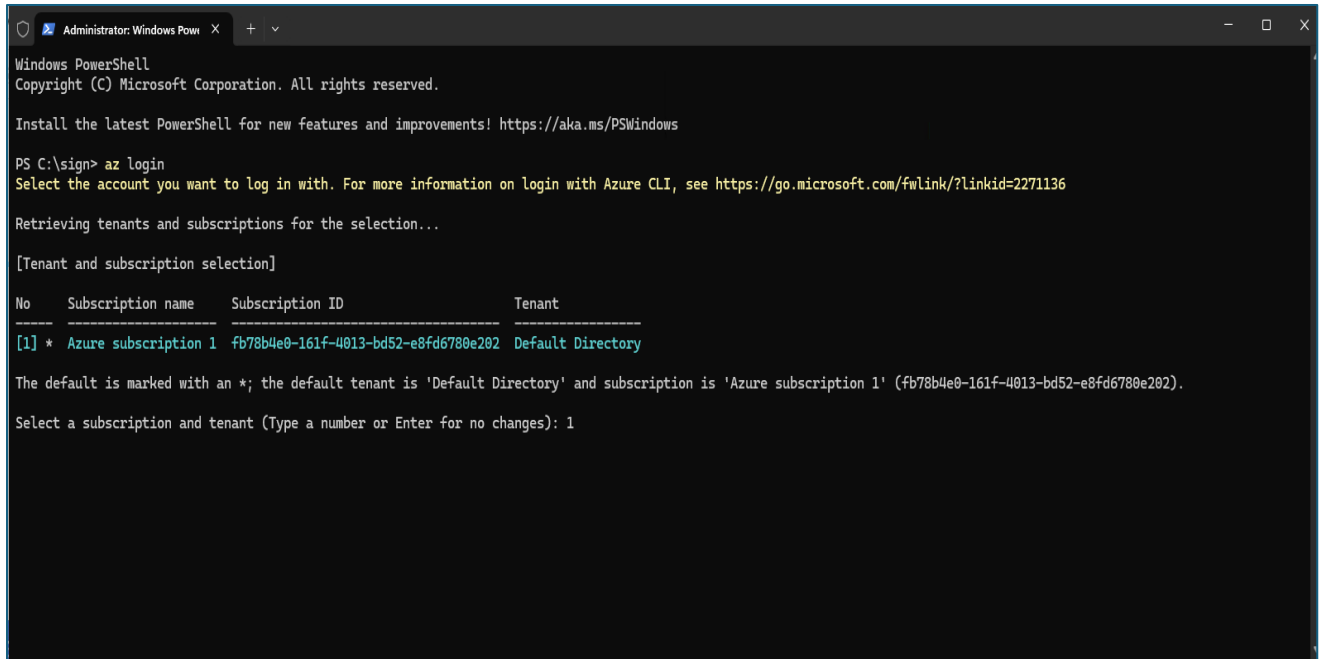 Administrator: Windows Powe
Windows PowerShell
Copyright (C) Microsoft Corporation. All rights reserved.
Install the latest PowerShell for new features and improvements! https://aka.ms/PSWindows
PS C:\sign> az login
Select the account you want to log in with. For more information on login with Azure CLI, see https://go.microsoft.com/fwlink/?linkid=2271136
Retrieving tenants and subscriptions for the selection...
[Tenant and subscription selection]
No Subscription name Subscription ID Tenant
----- -------------------- ------------------------------------ -----------------
[1] * Azure subscription 1 fb78b4e0-161f-4013-bd52-e8fd6780e202 Default Directory
The default is marked with an *; the default tenant is 'Default Directory' and subscription is 'Azure subscription 1' (fb78b4e0-161f-4013-bd52-e8fd6780e202).
Select a subscription and tenant (Type a number or Enter for no changes): 1